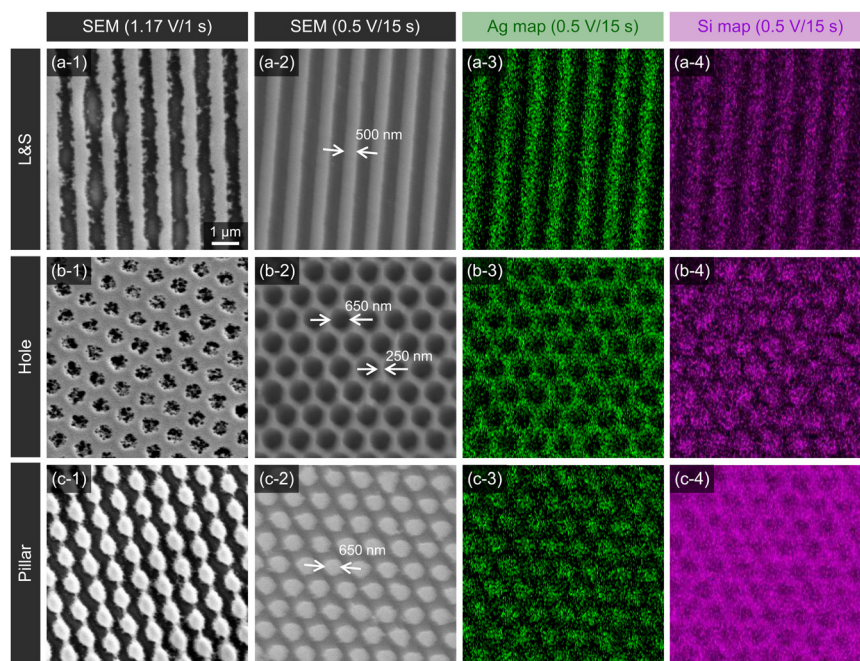 SEM (1.17 V/1 s)
SEM (0.5 V/15 s)
Ag map (0.5 V/15 s)
Si map (0.5 V/15 s)
L&S
(a-1)
(a-2)
(a-3)
(a-4)
500 nm
1 µm
Hole
(b-1)
(b-2)
(b-3)
(b-4)
650 nm
250 nm
Pillar
(c-1)
(c-2)
(c-3)
(c-4)
650 nm